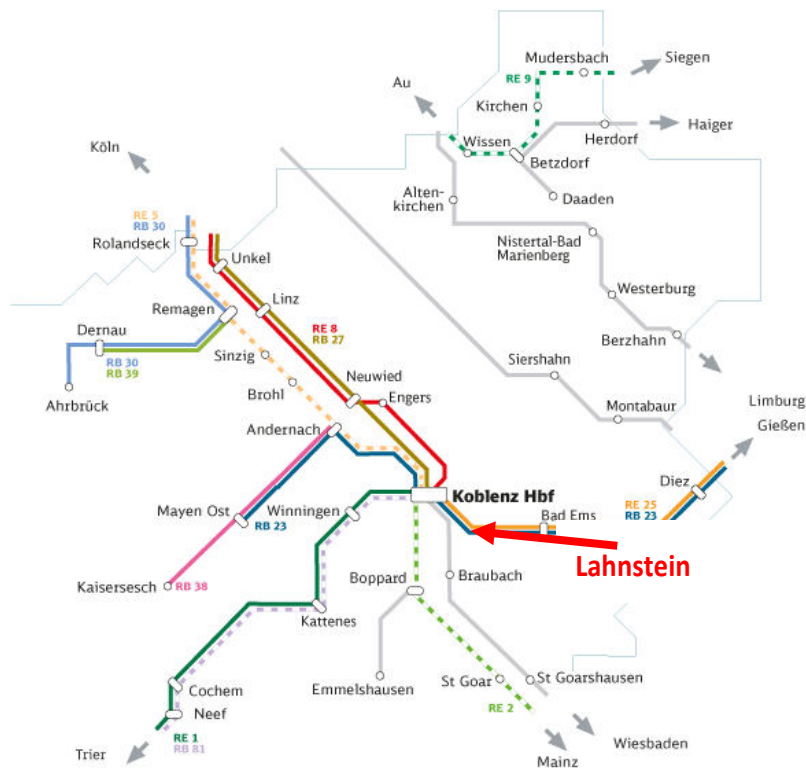 Mudersbach
Siegen
RE 9
Au
Kirchen
Haiger
Herdorf
Wissen
Betzdorf
Köln
Alten-
kirchen
Daaden
RE 5
RB 30
Rolandseck
Nistertal-Bad
Marienberg
Unkel
Linz
Westerburg
Remagen
Dernau
RE 8
RB 27
Berzhahn
Sinzig
RB 30
RB 39
Siershahn
Neuwied
Brohl
Engers
Ahrbrück
Limburg
Montabaur
Gießen
Andernach
Diez
Koblenz Hbf
RE 25
RB 23
Mayen Ost
Winningen
RB 23
Bad Ems
Lahnstein
Boppard
Braubach
Kaisersesch
RB 38
Kattenes
St Goar
St Goarshausen
Emmelshausen
Cochem
RE 2
Neef
RE 1
RB 81
Wiesbaden
Trier
Mainz